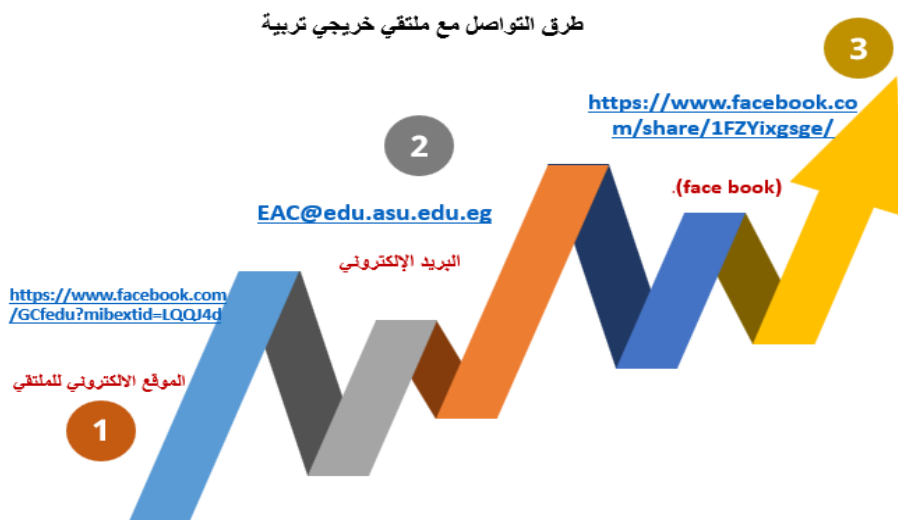 طرق التواصل مع ملتقي خريجي تربية
3
https://www.facebook.co
m/share/1FZYixgsge/
(face book).
2
EAC@edu.asu.edu.eg
البريد الإلكتروني
https://www.facebook.com
/GCfedu?mibextid=LQQJ4d
الموقع الالكتروني للملتقي
1